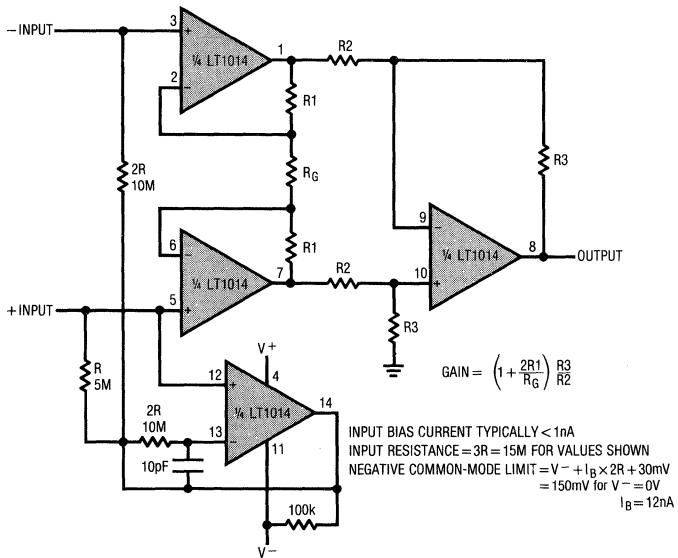 −INPUT
3
+
¼ LT1014
1
2
−
R2
R1
R3
2R
10M
RG
R1
6
−
¼ LT1014
7
5
+
R2
9
−
¼ LT1014
8
OUTPUT
10
+
R3
+INPUT
R
5M
V+
4
12
+
¼ LT1014
14
2R
10M
13
−
11
10pF
100k
V−
GAIN = (1 + 2R1/RG) R3/R2
INPUT BIAS CURRENT TYPICALLY < 1nA
INPUT RESISTANCE = 3R = 15M FOR VALUES SHOWN
NEGATIVE COMMON-MODE LIMIT = V− + IB × 2R + 30mV
= 150mV for V− = 0V
IB = 12nA